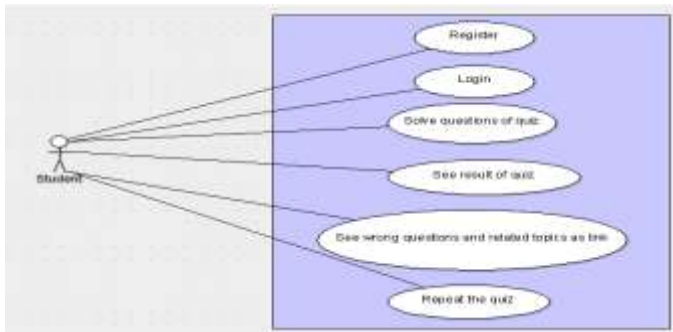 Register
Login
Solve questions of quiz
See result of quiz
Student
See wrong questions and related topics as link
Repeat the quiz